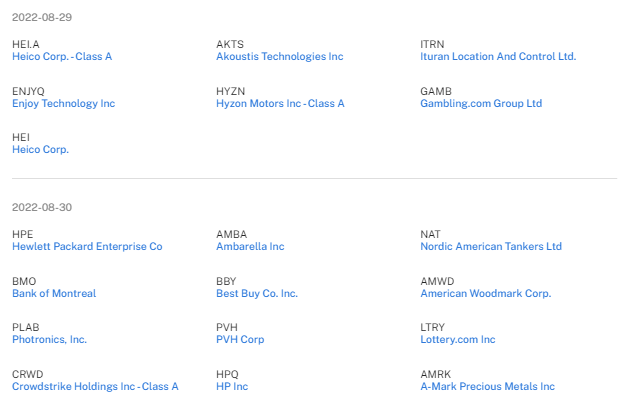 2022-08-29
HEI.A
Heico Corp. - Class A
AKTS
Akoustis Technologies Inc
ITRN
Ituran Location And Control Ltd.
ENJYQ
Enjoy Technology Inc
HYZN
Hyzon Motors Inc - Class A
GAMB
Gambling.com Group Ltd
HEI
Heico Corp.
2022-08-30
HPE
Hewlett Packard Enterprise Co
AMBA
Ambarella Inc
NAT
Nordic American Tankers Ltd
BMO
Bank of Montreal
BBY
Best Buy Co. Inc.
AMWD
American Woodmark Corp.
PLAB
Photronics, Inc.
PVH
PVH Corp
LTRY
Lottery.com Inc
CRWD
Crowdstrike Holdings Inc - Class A
HPQ
HP Inc
AMRK
A-Mark Precious Metals Inc